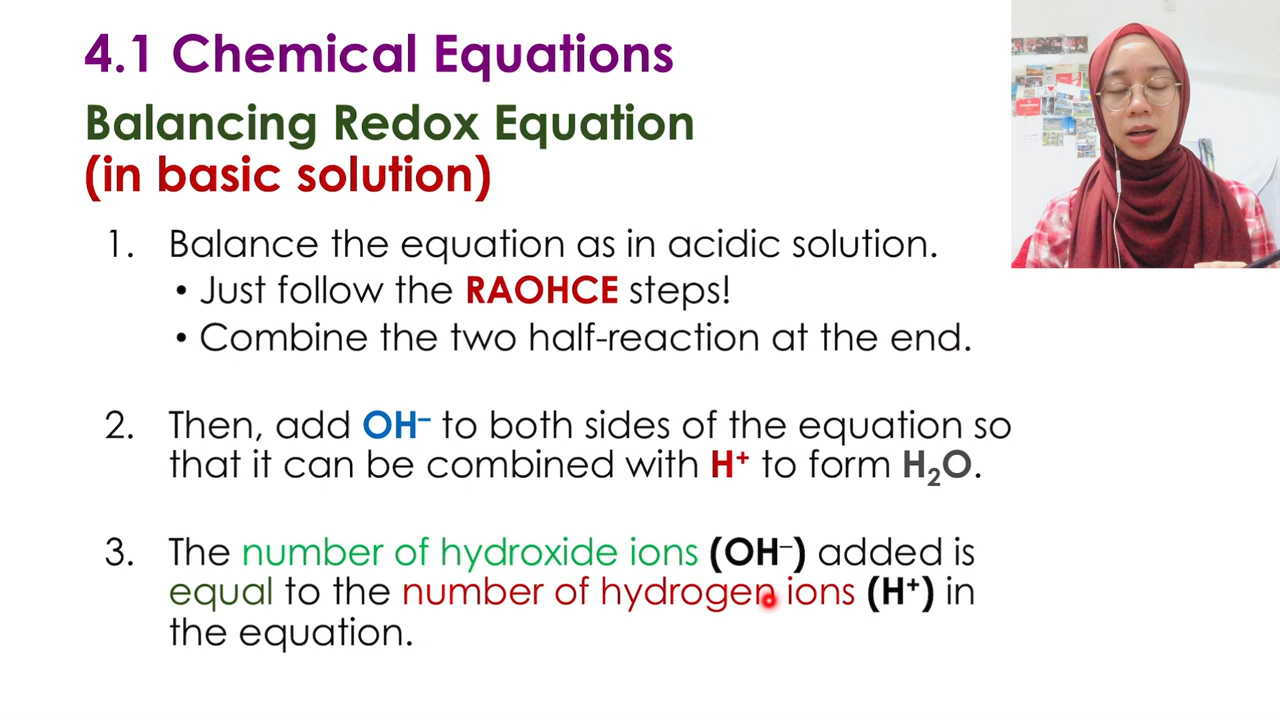 4.1 Chemical Equations
Balancing Redox Equation
(in basic solution)
1. Balance the equation as in acidic solution.
• Just follow the RAOHCE steps!
• Combine the two half-reaction at the end.
2. Then, add OH⁻ to both sides of the equation so
that it can be combined with H⁺ to form H₂O.
3. The number of hydroxide ions (OH⁻) added is
equal to the number of hydrogen ions (H⁺) in
the equation.